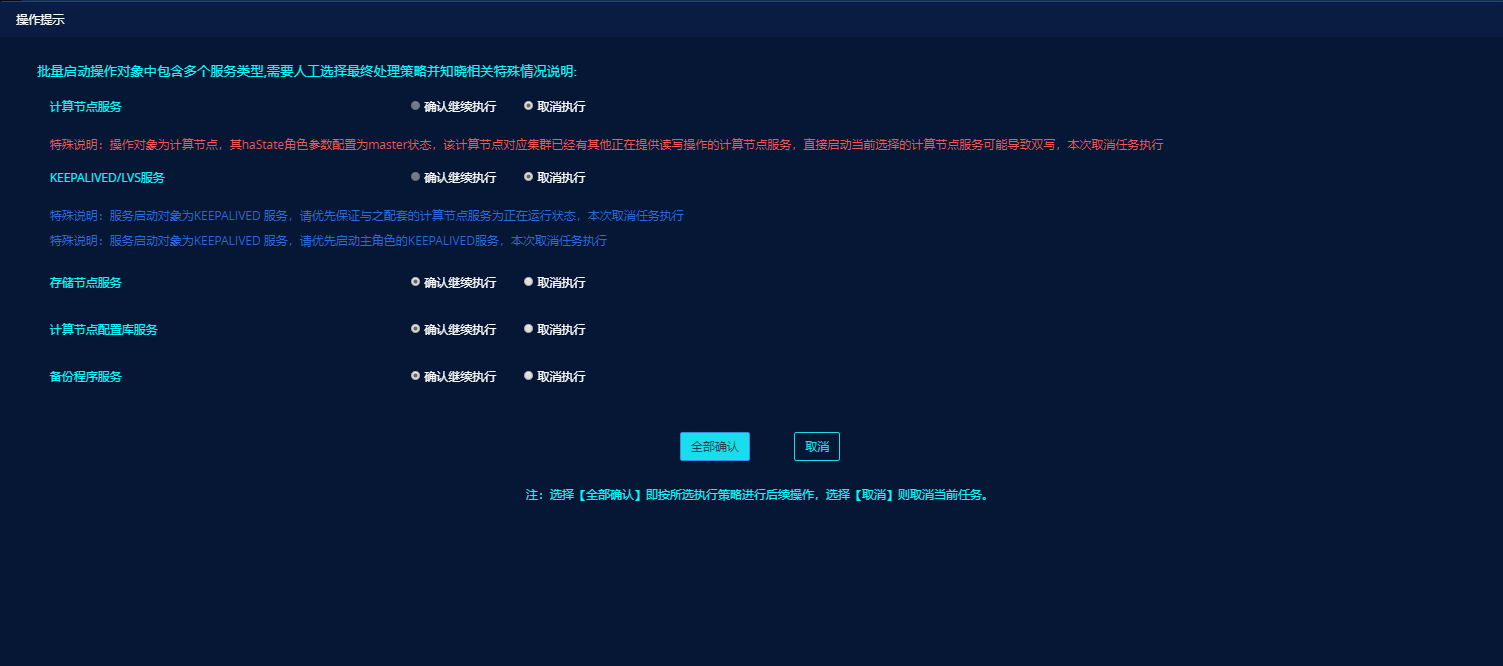 操作提示
批量启动操作对象中包含多个服务类型,需要人工选择最终处理策略并知晓相关特殊情况说明:
计算节点服务 确认继续执行 取消执行
特殊说明：操作对象为计算节点，其haState角色参数配置为master状态，该计算节点对应集群已经有其他正在提供读写操作的计算节点服务，直接启动当前选择的计算节点服务可能导致双写，本次取消任务执行
KEEPALIVED/LVS服务 确认继续执行 取消执行
特殊说明：服务启动对象为KEEPALIVED 服务，请优先保证与之配套的计算节点服务为正在运行状态，本次取消任务执行
特殊说明：服务启动对象为KEEPALIVED 服务，请优先启动主角色的KEEPALIVED服务，本次取消任务执行
存储节点服务 确认继续执行 取消执行
计算节点配置库服务 确认继续执行 取消执行
备份程序服务 确认继续执行 取消执行
全部确认 取消
注：选择【全部确认】即按所选执行策略进行后续操作，选择【取消】则取消当前任务。